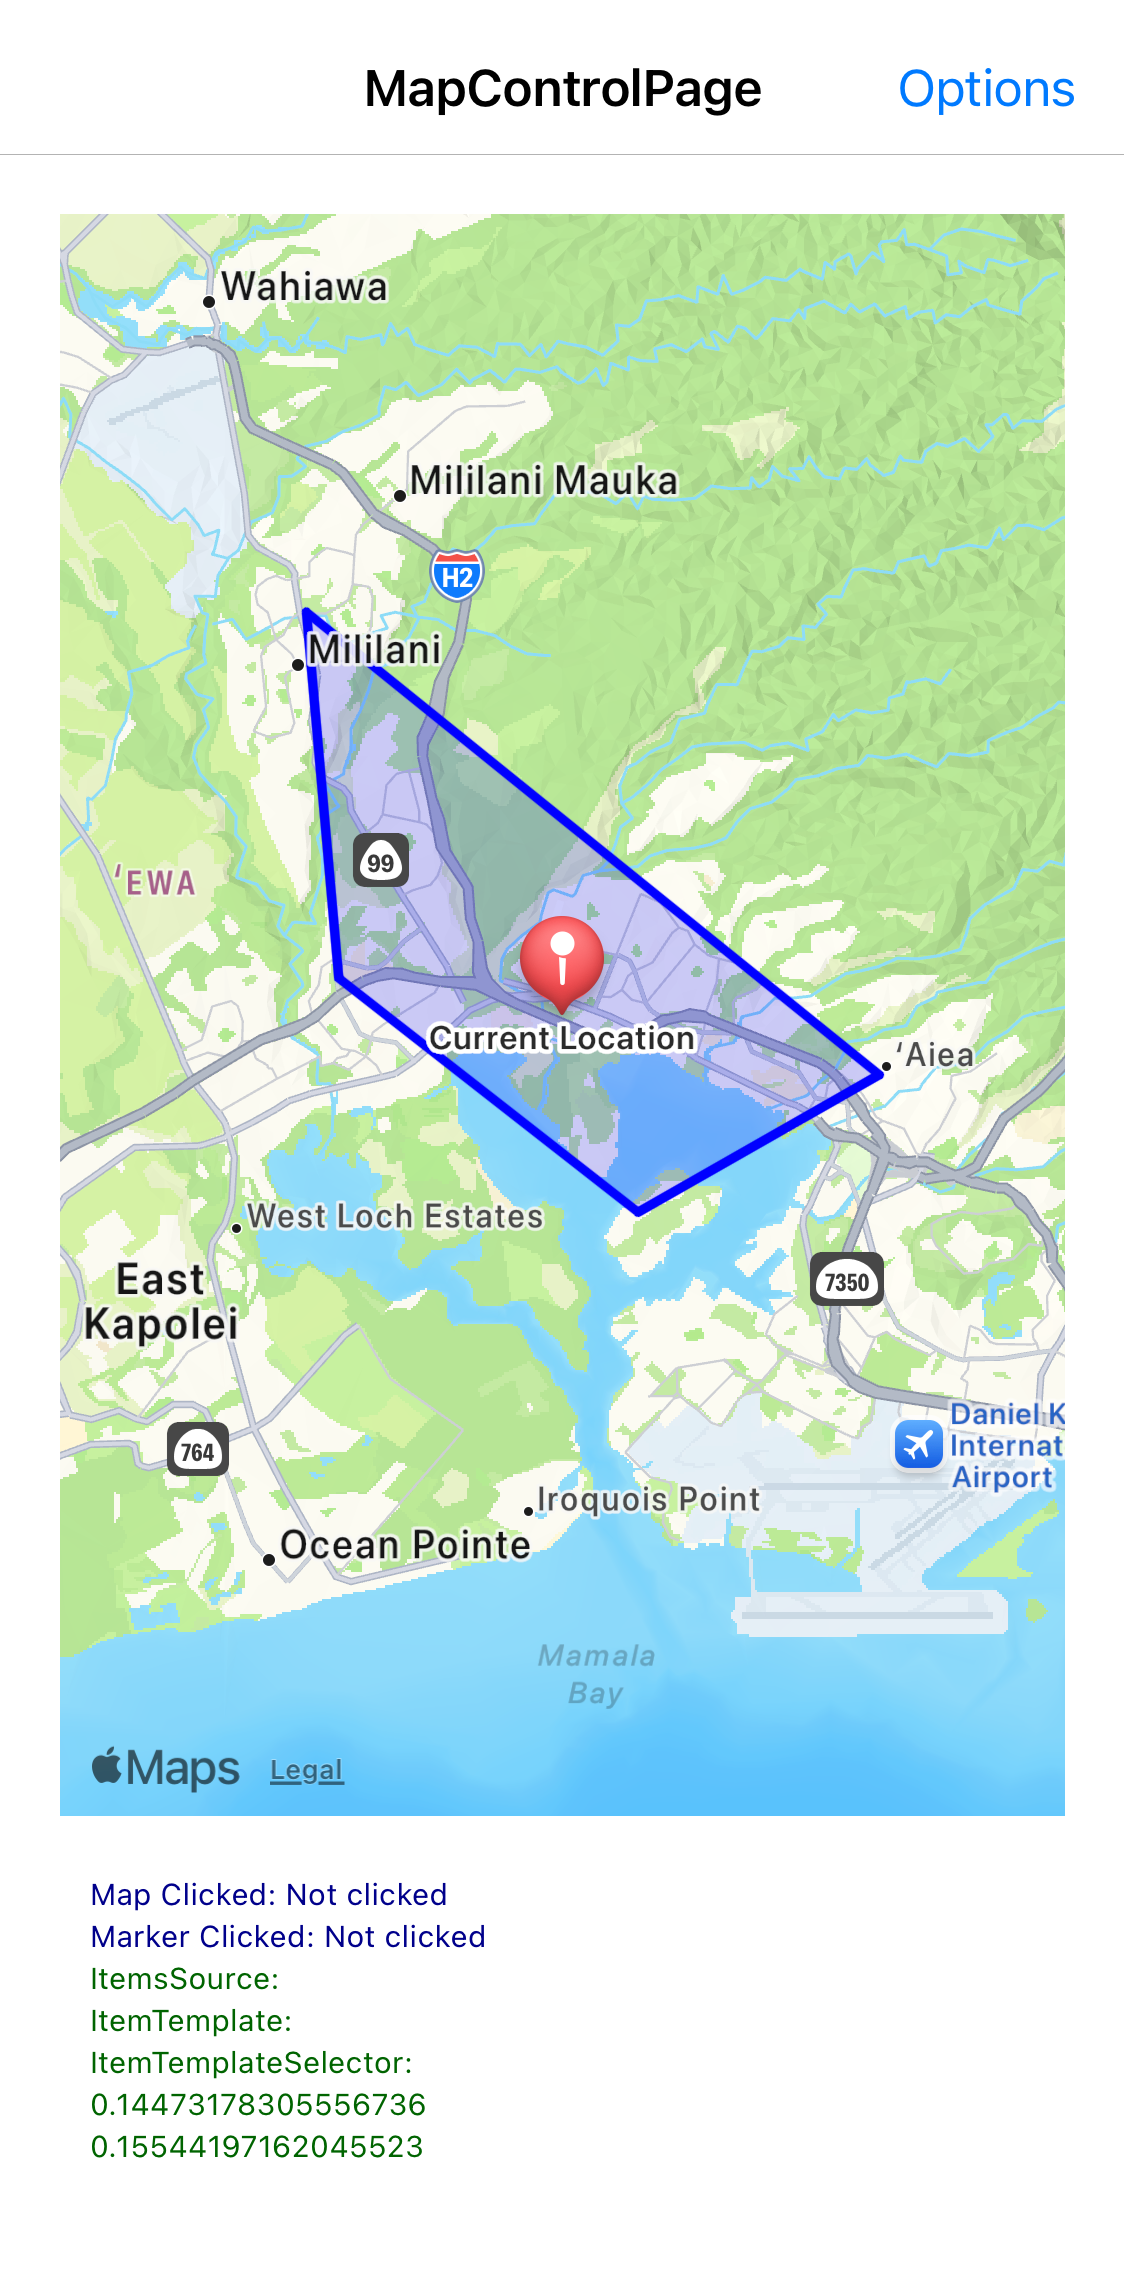 MapControlPage
Options
Wahiawa
Mililani Mauka
H2
Mililani
99
ʻEWA
Current Location
ʻAiea
West Loch Estates
East
Kapolei
7350
Daniel K
Internat
Airport
764
Iroquois Point
Ocean Pointe
Mamala
Bay
Maps
Legal
Map Clicked: Not clicked
Marker Clicked: Not clicked
ItemsSource:
ItemTemplate:
ItemTemplateSelector:
0.14473178305556736
0.15544197162045523